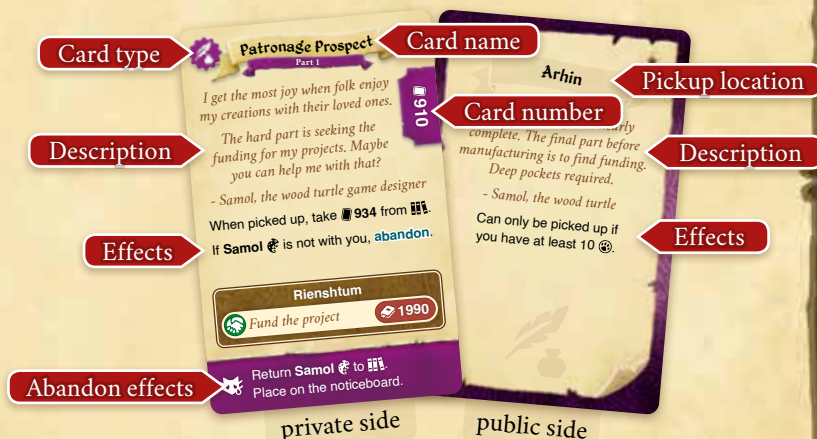 Card type
Patronage Prospect
Part 1
Card name
I get the most joy when folk enjoy
my creations with their loved ones.
The hard part is seeking the
funding for my projects. Maybe
you can help me with that?
- Samol, the wood turtle game designer
910
Card number
Description
When picked up, take 934 from .
If Samol is not with you, abandon.
Effects
Rienshtum
Fund the project
1990
Return Samol to .
Place on the noticeboard.
Abandon effects
private side
Arhin
Pickup location
complete. The final part before
manufacturing is to find funding.
Deep pockets required.
- Samol, the wood turtle
Description
Can only be picked up if
you have at least 10 .
Effects
public side